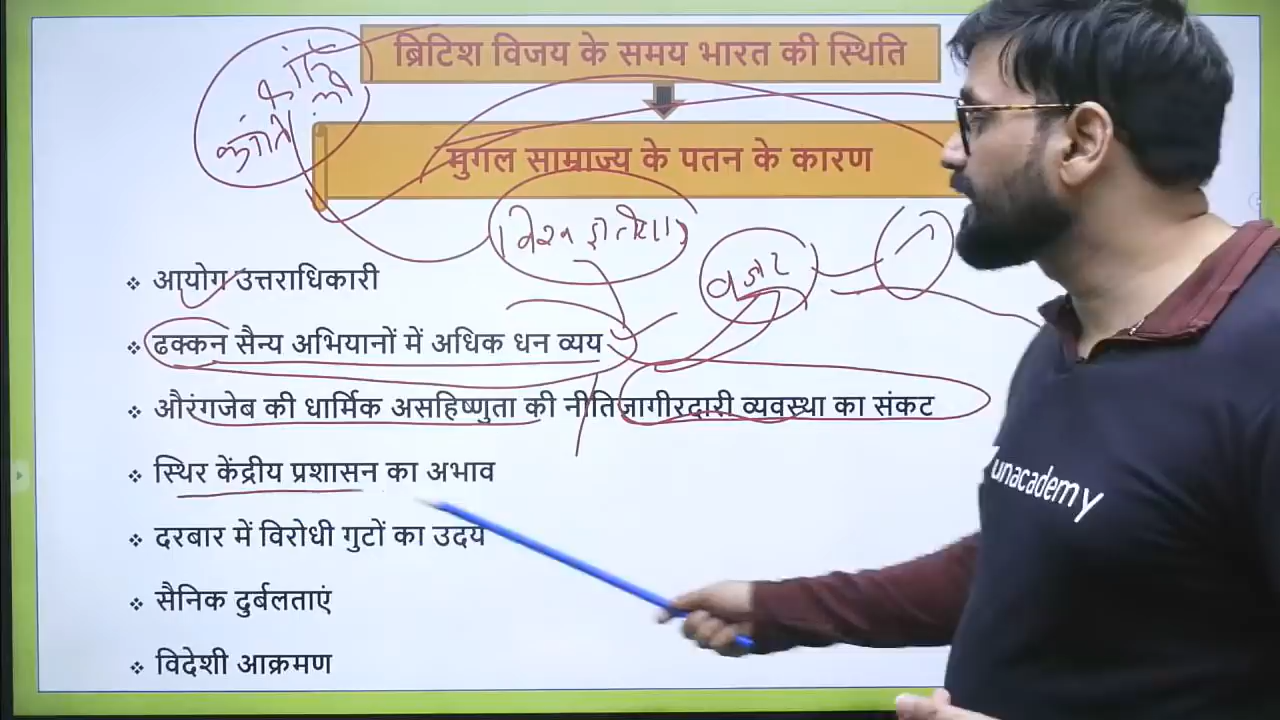 ब्रिटिश विजय के समय भारत की स्थिति
मुगल साम्राज्य के पतन के कारण
❖ आयोग उत्तराधिकारी
❖ ढक्कन सैन्य अभियानों में अधिक धन व्यय
❖ औरंगजेब की धार्मिक असहिष्णुता की नीतिजागीरदारी व्यवस्था का संकट
❖ स्थिर केंद्रीय प्रशासन का अभाव
❖ दरबार में विरोधी गुटों का उदय
❖ सैनिक दुर्बलताएं
❖ विदेशी आक्रमण
unacademy